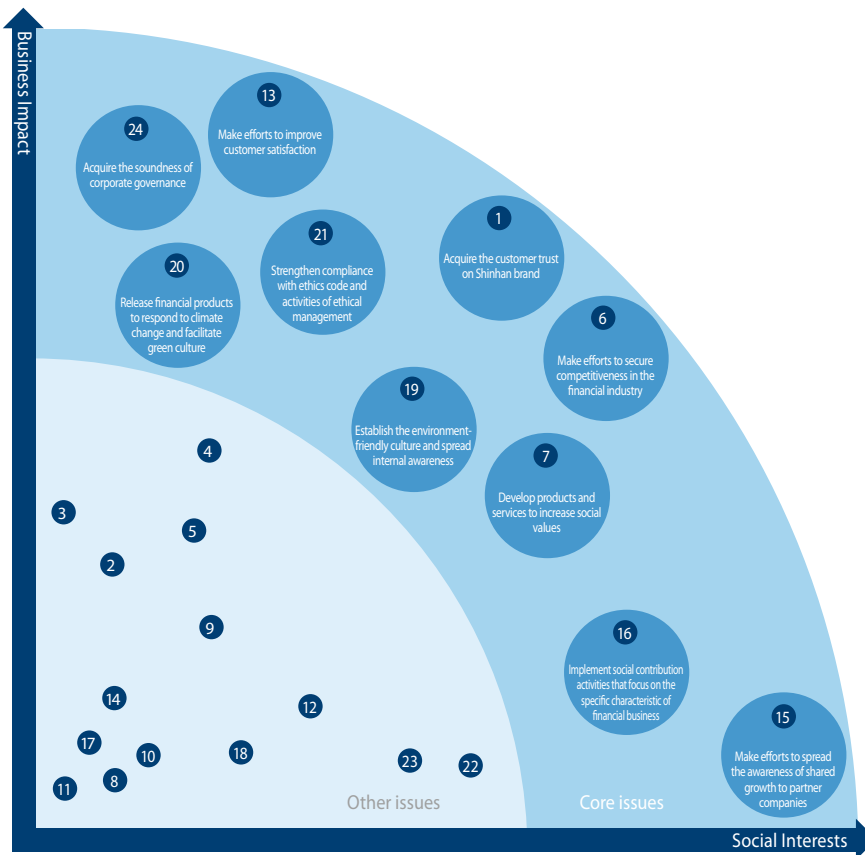 Business Impact
13
Make efforts to improve
customer satisfaction
24
Acquire the soundness of
corporate governance
1
Acquire the customer trust
on Shinhan brand
21
Strengthen compliance
with ethics code and
activities of ethical
management
20
Release financial products
to respond to climate
change and facilitate
green culture
6
Make efforts to secure
competitiveness in the
financial industry
19
Establish the environment-
friendly culture and spread
internal awareness
7
Develop products and
services to increase social
values
4
3
5
2
9
16
Implement social contribution
activities that focus on the
specific characteristic of
financial business
14
12
15
Make efforts to spread
the awareness of shared
growth to partner
companies
17
10
18
23
22
8
11
Other issues
Core issues
Social Interests